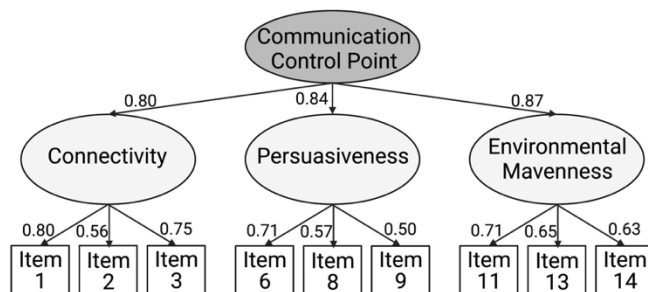 Communication
Control Point
0.80 0.84 0.87
Connectivity
Persuasiveness
Environmental
Mavenness
0.80 0.56 0.75 0.71 0.57 0.50 0.71 0.65 0.63
Item Item Item Item Item Item Item Item Item
1 2 3 6 8 9 11 13 14